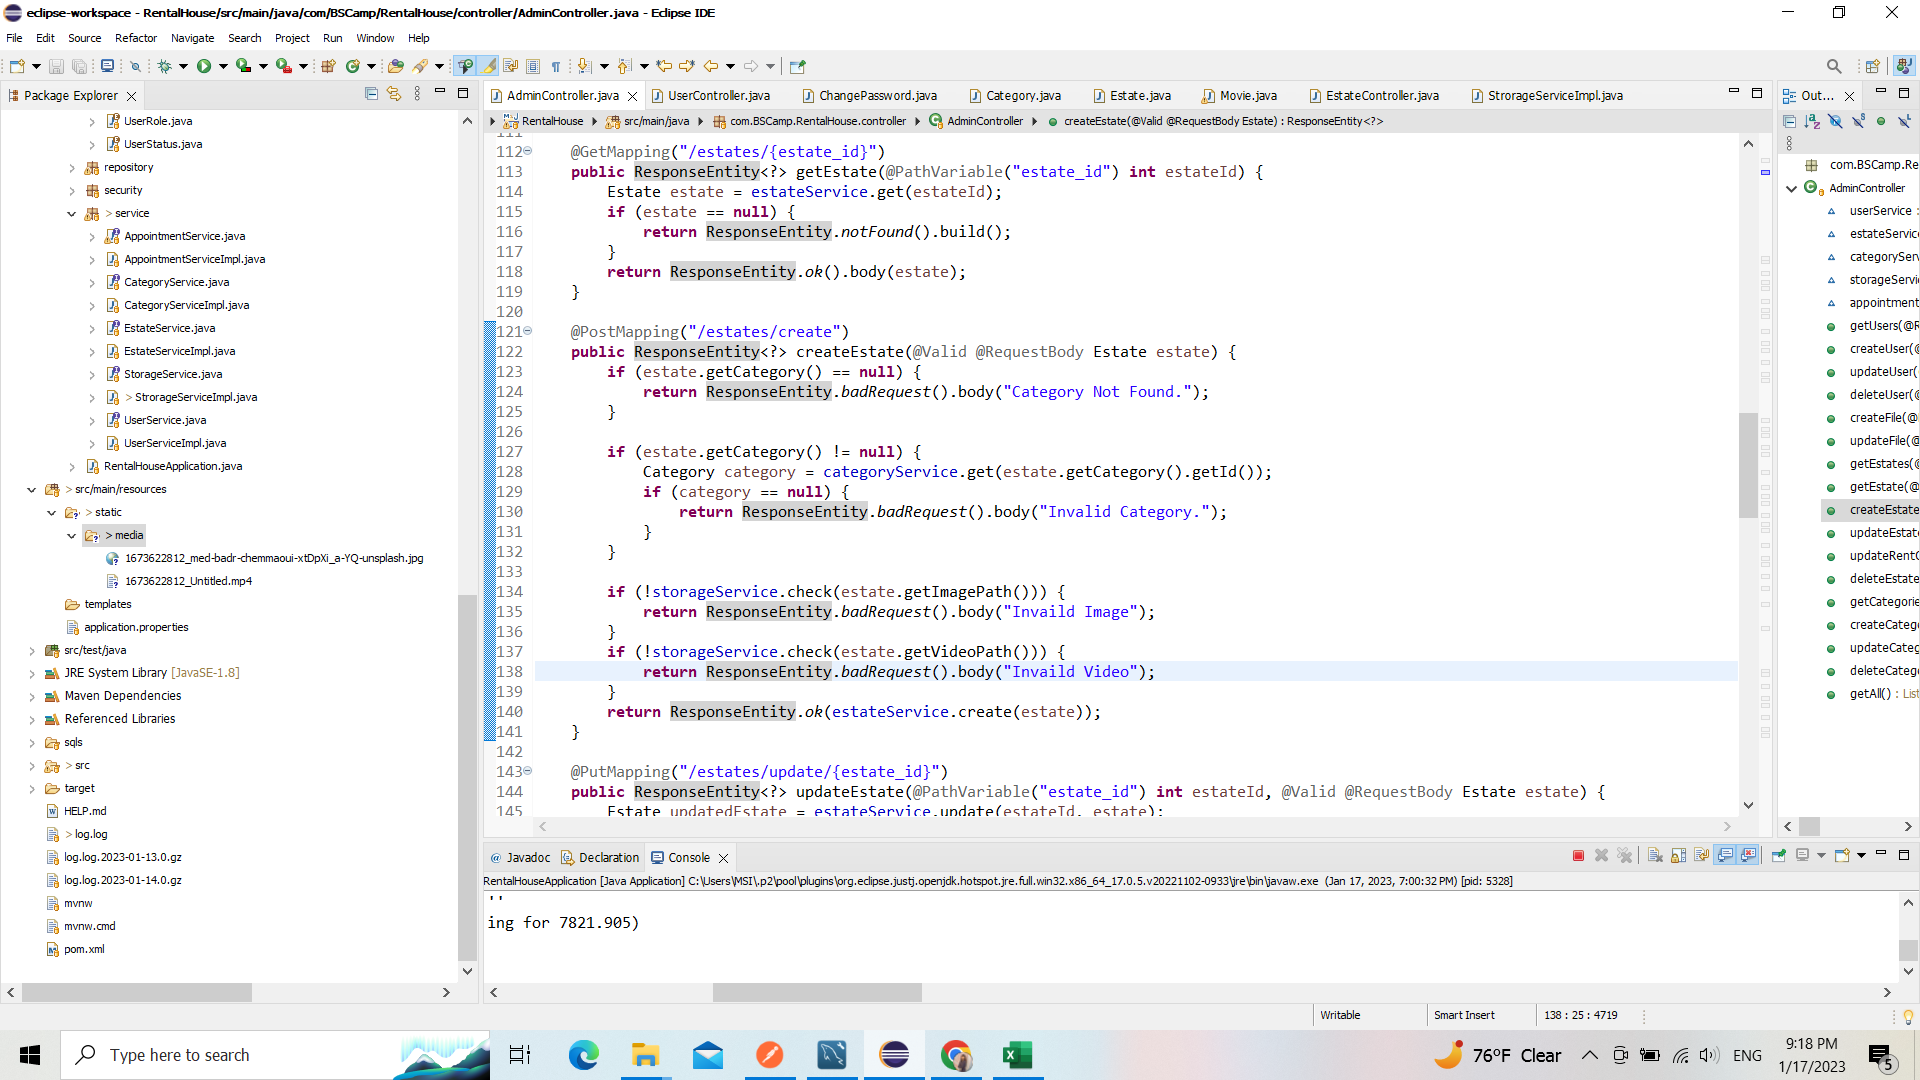 eclipse-workspace - RentalHouse/src/main/java/com/BSCamp/RentalHouse/controller/AdminController.java - Eclipse IDE
File Edit Source Refactor Navigate Search Project Run Window Help
Package Explorer
UserRole.java
UserStatus.java
repository
security
> service
AppointmentService.java
AppointmentServiceImpl.java
CategoryService.java
CategoryServiceImpl.java
EstateService.java
EstateServiceImpl.java
StorageService.java
> StrorageServiceImpl.java
UserService.java
UserServiceImpl.java
RentalHouseApplication.java
> src/main/resources
> static
> media
1673622812_med-badr-chemmaoui-xtDpXi_a-YQ-unsplash.jpg
1673622812_Untitled.mp4
templates
application.properties
src/test/java
JRE System Library [JavaSE-1.8]
Maven Dependencies
Referenced Libraries
sqls
> src
target
HELP.md
> log.log
log.log.2023-01-13.0.gz
log.log.2023-01-14.0.gz
mvnw
mvnw.cmd
pom.xml
AdminController.java UserController.java ChangePassword.java Category.java Estate.java Movie.java EstateController.java StrorageServiceImpl.java
RentalHouse src/main/java com.BSCamp.RentalHouse.controller AdminController createEstate(@Valid @RequestBody Estate) : ResponseEntity<?>
111
112 @GetMapping("/estates/{estate_id}")
113 public ResponseEntity<?> getEstate(@PathVariable("estate_id") int estateId) {
114 Estate estate = estateService.get(estateId);
115 if (estate == null) {
116 return ResponseEntity.notFound().build();
117 }
118 return ResponseEntity.ok().body(estate);
119 }
120
121 @PostMapping("/estates/create")
122 public ResponseEntity<?> createEstate(@Valid @RequestBody Estate estate) {
123 if (estate.getCategory() == null) {
124 return ResponseEntity.badRequest().body("Category Not Found.");
125 }
126
127 if (estate.getCategory() != null) {
128 Category category = categoryService.get(estate.getCategory().getId());
129 if (category == null) {
130 return ResponseEntity.badRequest().body("Invalid Category.");
131 }
132 }
133
134 if (!storageService.check(estate.getImagePath())) {
135 return ResponseEntity.badRequest().body("Invaild Image");
136 }
137 if (!storageService.check(estate.getVideoPath())) {
138 return ResponseEntity.badRequest().body("Invaild Video");
139 }
140 return ResponseEntity.ok(estateService.create(estate));
141 }
142
143 @PutMapping("/estates/update/{estate_id}")
144 public ResponseEntity<?> updateEstate(@PathVariable("estate_id") int estateId, @Valid @RequestBody Estate estate) {
145 Estate updatedEstate = estateService.update(estateId, estate);
Out...
com.BSCamp.Re
AdminController
userService :
estateServic
categoryServ
storageServi
appointment
getUsers(@R
createUser(@
updateUser(
deleteUser(@
createFile(@
updateFile(@
getEstates(@
getEstate(@
createEstate
updateEstat
updateRentC
deleteEstate
getCategorie
createCateg
updateCateg
deleteCateg
getAll() : List
Javadoc Declaration Console
RentalHouseApplication [Java Application] C:\Users\MSI\.p2\pool\plugins\org.eclipse.justj.openjdk.hotspot.jre.full.win32.x86_64_17.0.5.v20221102-0933\jre\bin\javaw.exe (Jan 17, 2023, 7:00:32 PM) [pid: 5328]
ing for 7821.905)
Writable Smart Insert 138 : 25 : 4719
Type here to search
76°F Clear ENG
9:18 PM
1/17/2023
5